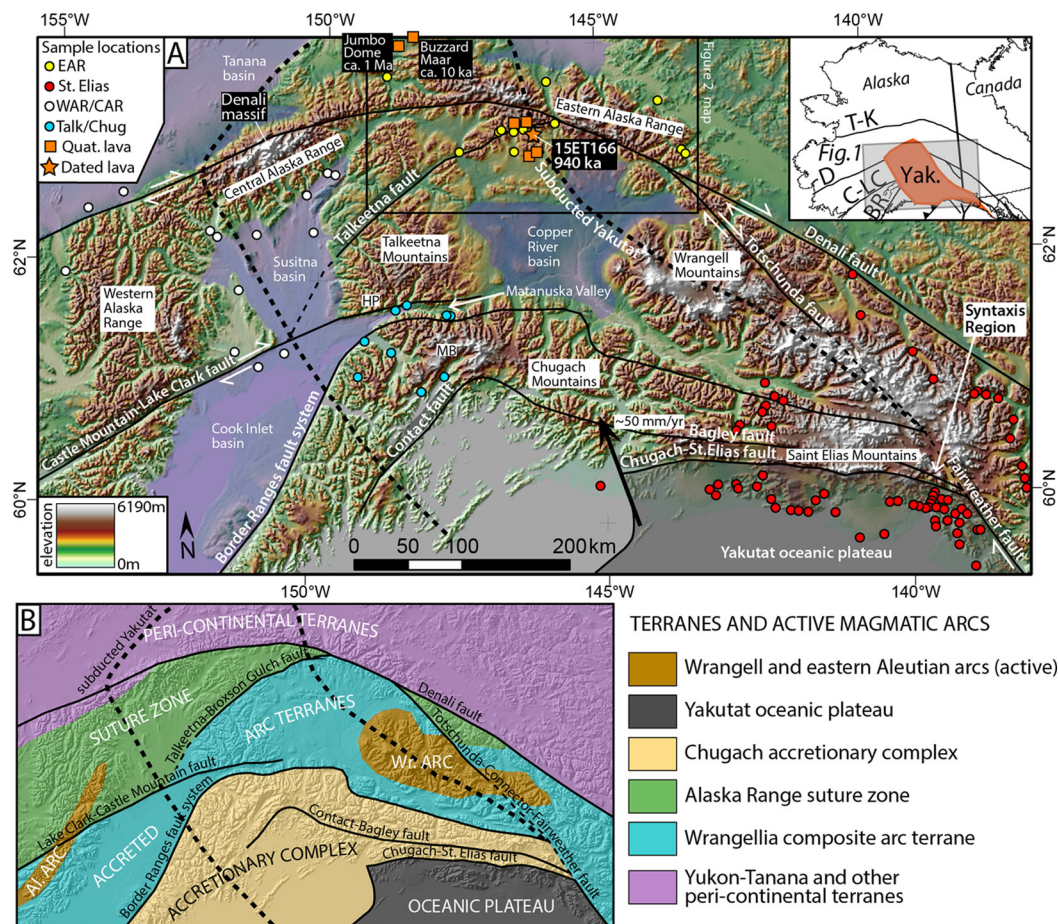 155°W
150°W
145°W
140°W
A
Sample locations
EAR
St. Elias
WAR/CAR
Talk/Chug
Quat. lava
Dated lava
Tanana
basin
Denali
massif
Jumbo
Dome
ca. 1 Ma
Buzzard
Maar
ca. 10 ka
Figure 2 map
Eastern Alaska Range
15ET166
940 ka
Central Alaska Range
Talkeetna fault
Subducted Yakutat
Alaska
Canada
T-K
Fig.1
D
C-LC
BR
Yak.
62°N
62°N
Susitna
basin
Talkeetna
Mountains
Copper
River
basin
Wrangell
Mountains
Totschunda fault
Denali fault
Western
Alaska
Range
HP
Matanuska Valley
MB
Syntaxis
Region
Castle Mountain-Lake Clark fault
Chugach
Mountains
Cook Inlet
basin
Border Ranges fault system
Contact fault
~50 mm/yr
Bagley fault
Chugach-St.Elias fault
Saint Elias Mountains
Fairweather fault
60°N
60°N
elevation
6190m
0m
N
0
50
100
200 km
Yakutat oceanic plateau
150°W
145°W
140°W
B
subducted Yakutat
PERI-CONTINENTAL TERRANES
SUTURE ZONE
Talkeetna-Broxson Gulch fault
ARC TERRANES
Denali fault
Totschunda-Connector-Fairweather fault
Wr. ARC
Lake Clark-Castle Mountain fault
Al. ARC
ACCRETED
Border Ranges fault system
Contact-Bagley fault
Chugach-St. Elias fault
ACCRETIONARY COMPLEX
OCEANIC PLATEAU
TERRANES AND ACTIVE MAGMATIC ARCS
Wrangell and eastern Aleutian arcs (active)
Yakutat oceanic plateau
Chugach accretionary complex
Alaska Range suture zone
Wrangellia composite arc terrane
Yukon-Tanana and other
peri-continental terranes